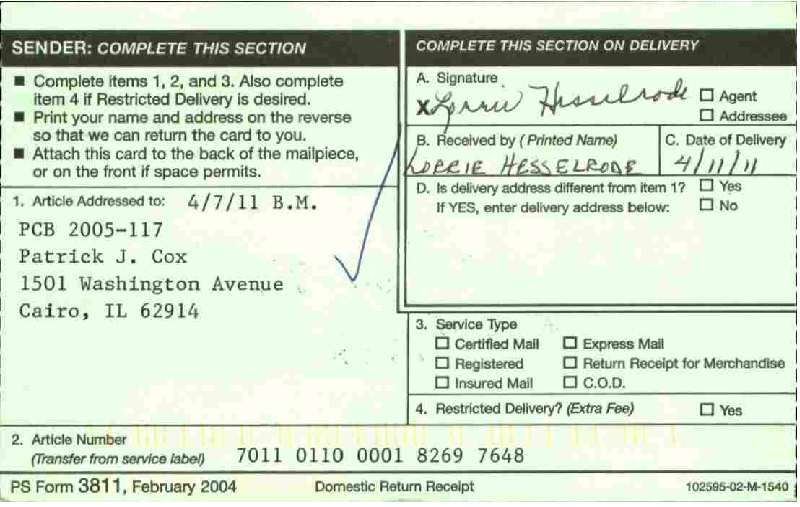 SENDER: COMPLETE THIS SECTION
■ Complete items 1, 2, and 3. Also complete
item 4 if Restricted Delivery is desired.
■ Print your name and address on the reverse
so that we can return the card to you.
■ Attach this card to the back of the mailpiece,
or on the front if space permits.
1. Article Addressed to: 4/7/11 B.M.
PCB 2005-117
Patrick J. Cox
1501 Washington Avenue
Cairo, IL 62914
COMPLETE THIS SECTION ON DELIVERY
A. Signature
X Lorrie Hesselrode
☐ Agent
☐ Addressee
B. Received by (Printed Name)
LORRIE HESSELRODE
C. Date of Delivery
4/11/11
D. Is delivery address different from item 1? ☐ Yes
If YES, enter delivery address below: ☐ No
3. Service Type
☐ Certified Mail ☐ Express Mail
☐ Registered ☐ Return Receipt for Merchandise
☐ Insured Mail ☐ C.O.D.
4. Restricted Delivery? (Extra Fee) ☐ Yes
2. Article Number
(Transfer from service label) 7011 0110 0001 8269 7648
PS Form 3811, February 2004 Domestic Return Receipt 102595-02-M-1540